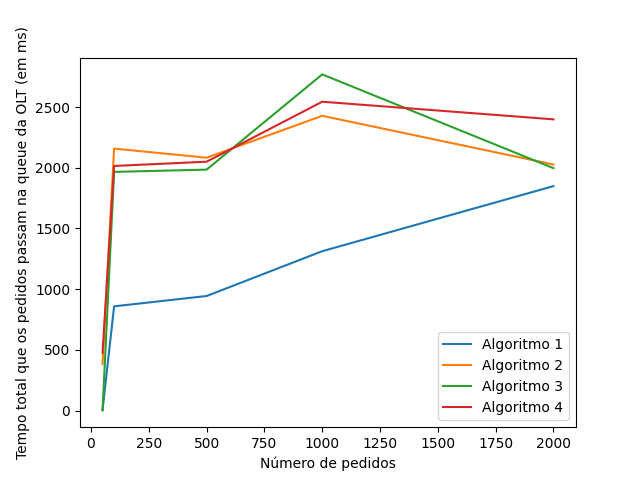 Tempo total que os pedidos passam na queue da OLT (em ms)
2500
2000
1500
1000
500
0
Algoritmo 1
Algoritmo 2
Algoritmo 3
Algoritmo 4
0 250 500 750 1000 1250 1500 1750 2000
Número de pedidos